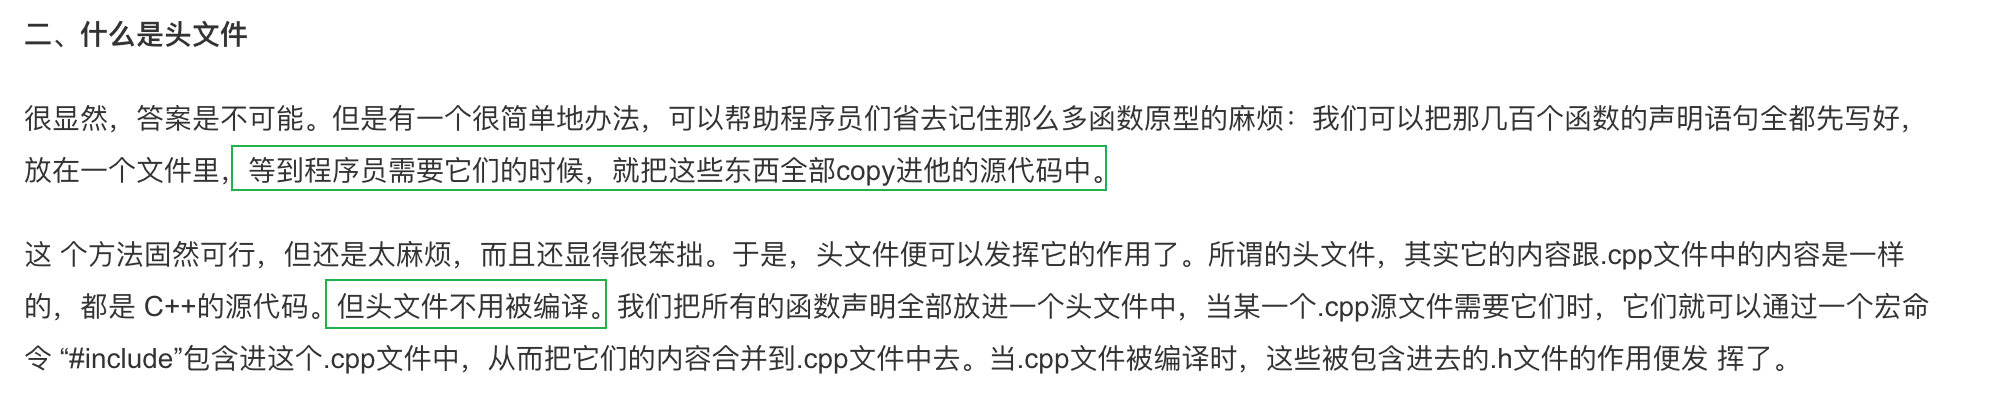 二、什么是头文件
很显然，答案是不可能。但是有一个很简单地办法，可以帮助程序员们省去记住那么多函数原型的麻烦：我们可以把那几百个函数的声明语句全都先写好，
放在一个文件里， 等到程序员需要它们的时候，就把这些东西全部copy进他的源代码中。
这 个方法固然可行，但还是太麻烦，而且还显得很笨拙。于是，头文件便可以发挥它的作用了。所谓的头文件，其实它的内容跟.cpp文件中的内容是一样
的，都是 C++的源代码。但头文件不用被编译。我们把所有的函数声明全部放进一个头文件中，当某一个.cpp源文件需要它们时，它们就可以通过一个宏命
令 “#include”包含进这个.cpp文件中，从而把它们的内容合并到.cpp文件中去。当.cpp文件被编译时，这些被包含进去的.h文件的作用便发 挥了。